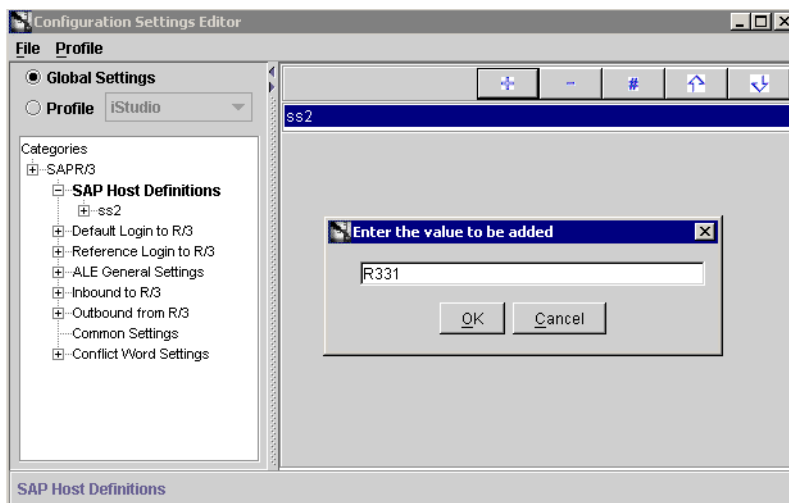 Configuration Settings Editor
File Profile
Global Settings
Profile iStudio
+ - #
ss2
Categories
SAPR/3
SAP Host Definitions
ss2
Default Login to R/3
Reference Login to R/3
ALE General Settings
Inbound to R/3
Outbound from R/3
Common Settings
Conflict Word Settings
Enter the value to be added
R331
OK Cancel
SAP Host Definitions